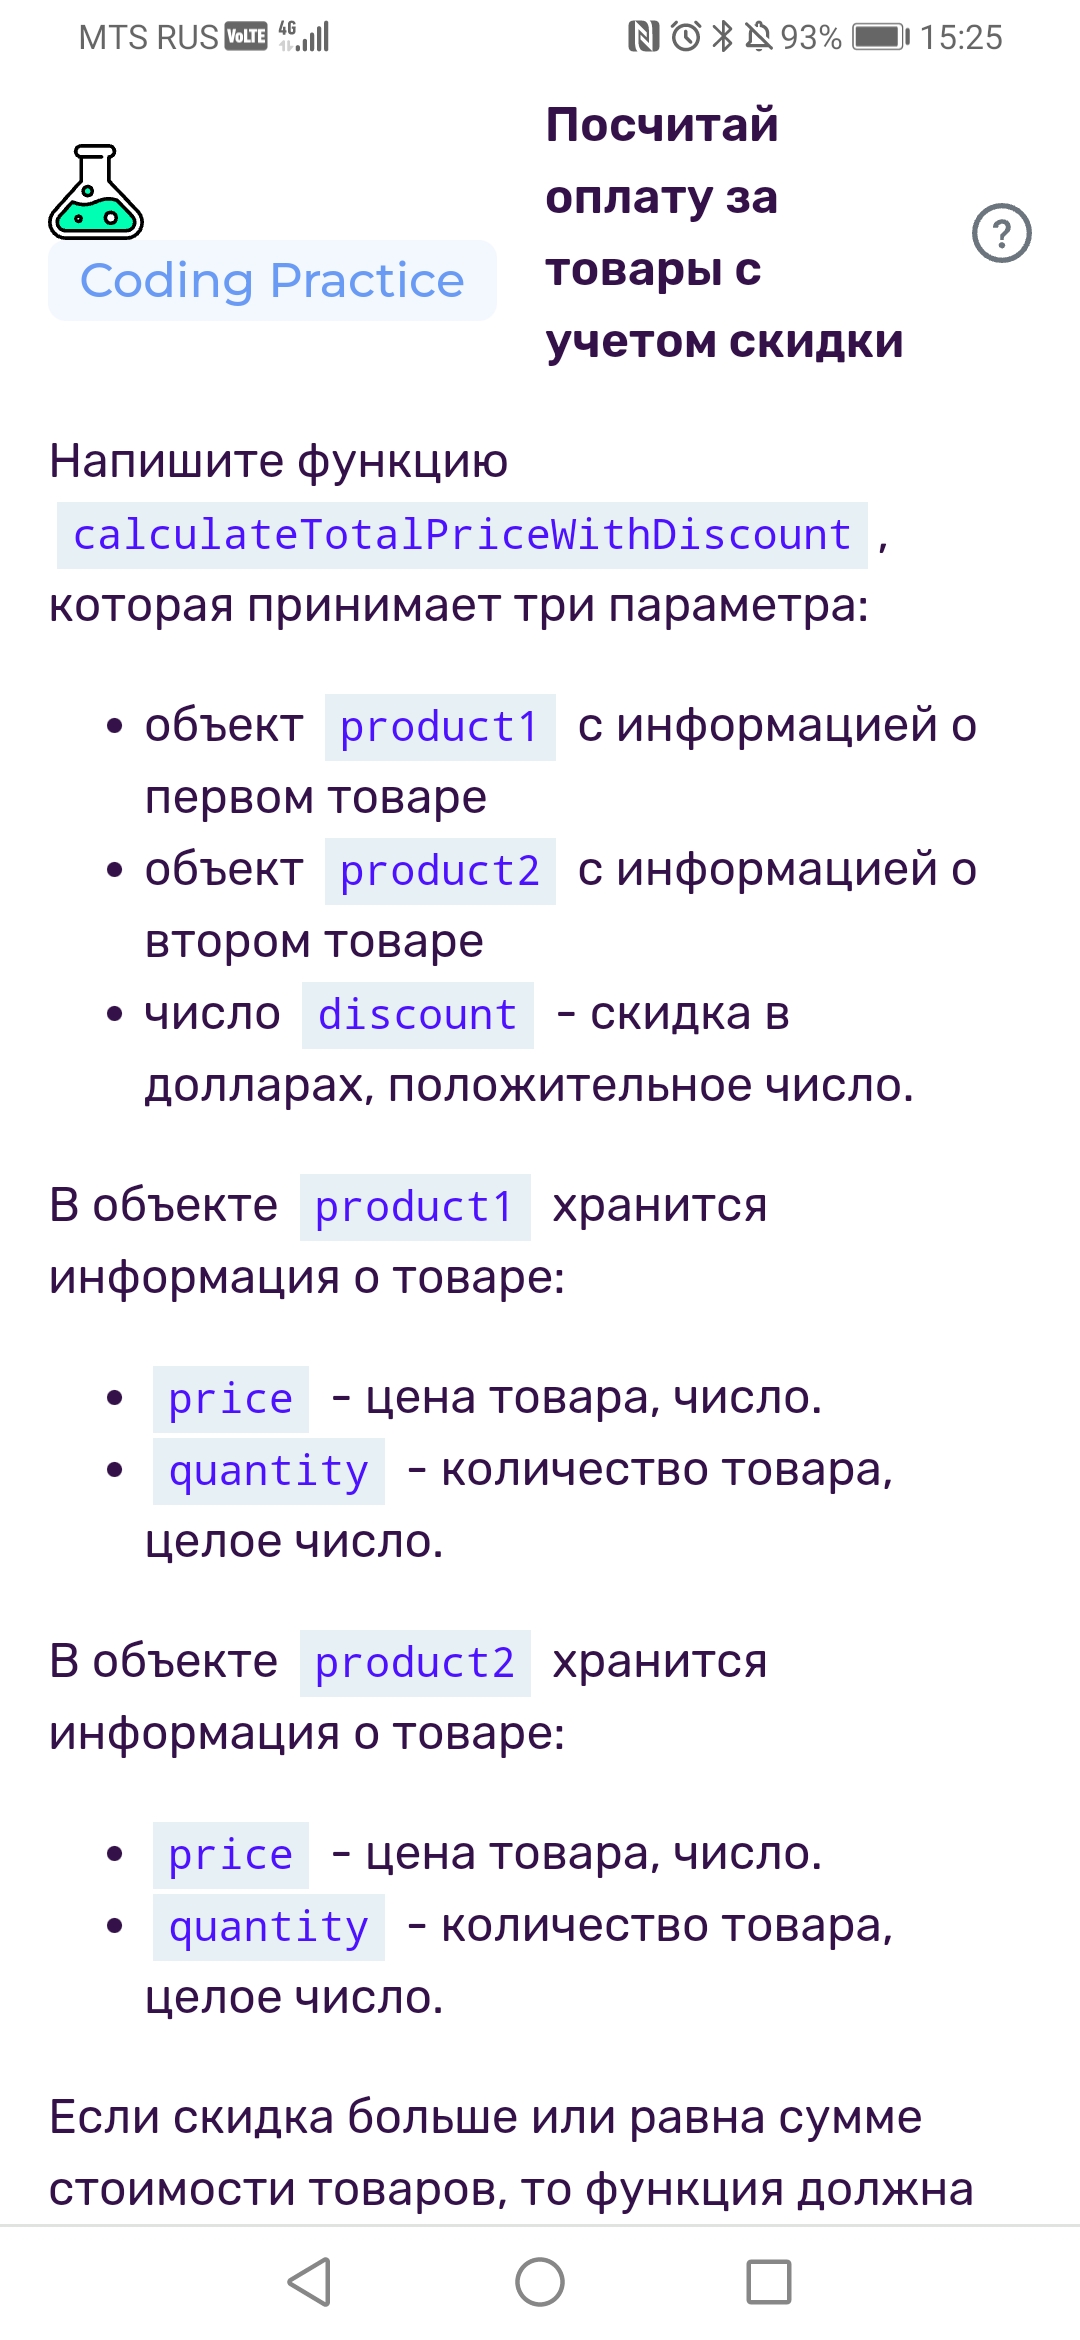 MTS RUS VoLTE 4G 93% 15:25
Посчитай
оплату за
товары с
учетом скидки
?
Coding Practice
Напишите функцию
calculateTotalPriceWithDiscount ,
которая принимает три параметра:
• объект product1 с информацией о
первом товаре
• объект product2 с информацией о
втором товаре
• число discount - скидка в
долларах, положительное число.
В объекте product1 хранится
информация о товаре:
• price - цена товара, число.
• quantity - количество товара,
целое число.
В объекте product2 хранится
информация о товаре:
• price - цена товара, число.
• quantity - количество товара,
целое число.
Если скидка больше или равна сумме
стоимости товаров, то функция должна